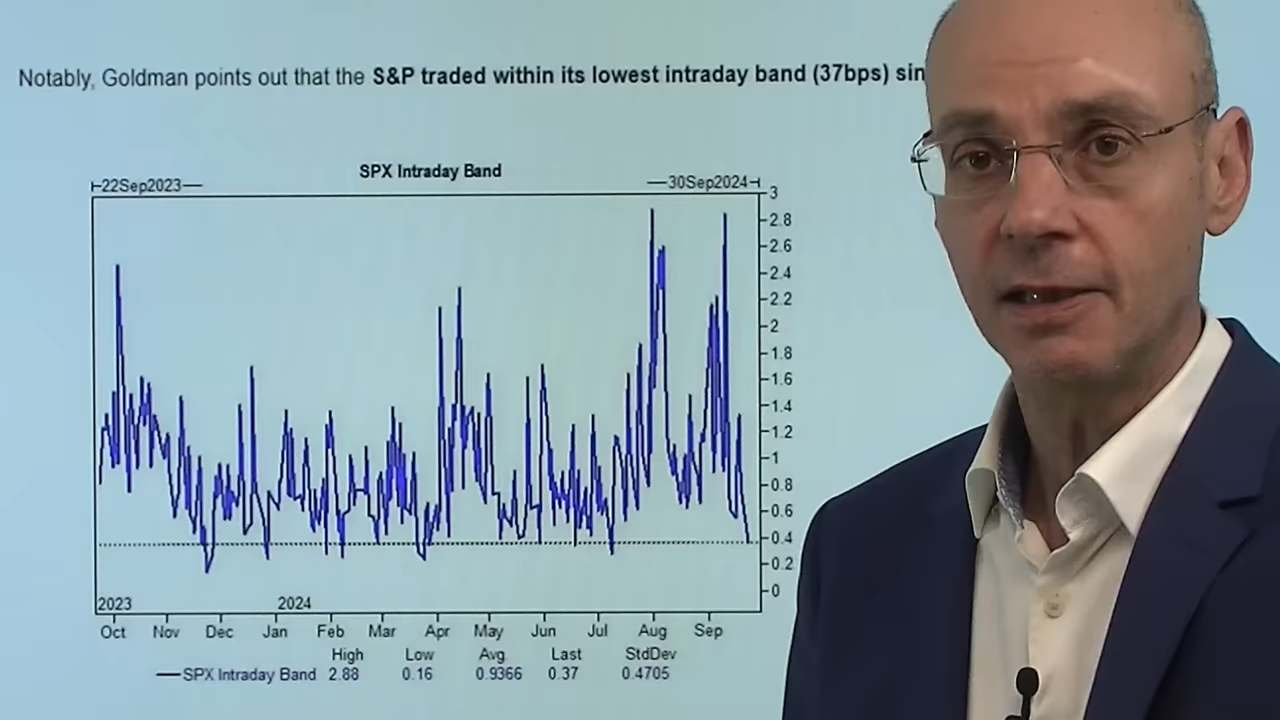 Notably, Goldman points out that the S&P traded within its lowest intraday band (37bps) sin
SPX Intraday Band
22Sep2023
30Sep2024
3
2.8
2.6
2.4
2.2
2
1.8
1.6
1.4
1.2
1
0.8
0.6
0.4
0.2
0
2023 2024
Oct Nov Dec Jan Feb Mar Apr May Jun Jul Aug Sep
High Low Avg Last StdDev
SPX Intraday Band 2.88 0.16 0.9366 0.37 0.4705